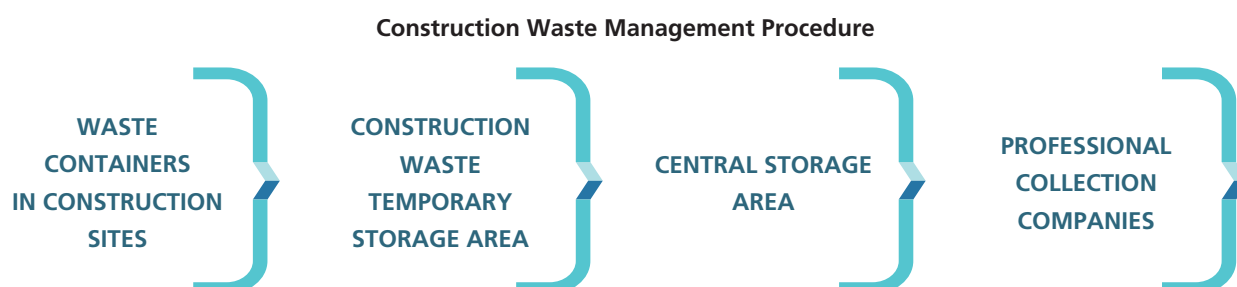 Construction Waste Management Procedure
WASTE
CONTAINERS
IN CONSTRUCTION
SITES
CONSTRUCTION
WASTE
TEMPORARY
STORAGE AREA
CENTRAL STORAGE
AREA
PROFESSIONAL
COLLECTION
COMPANIES